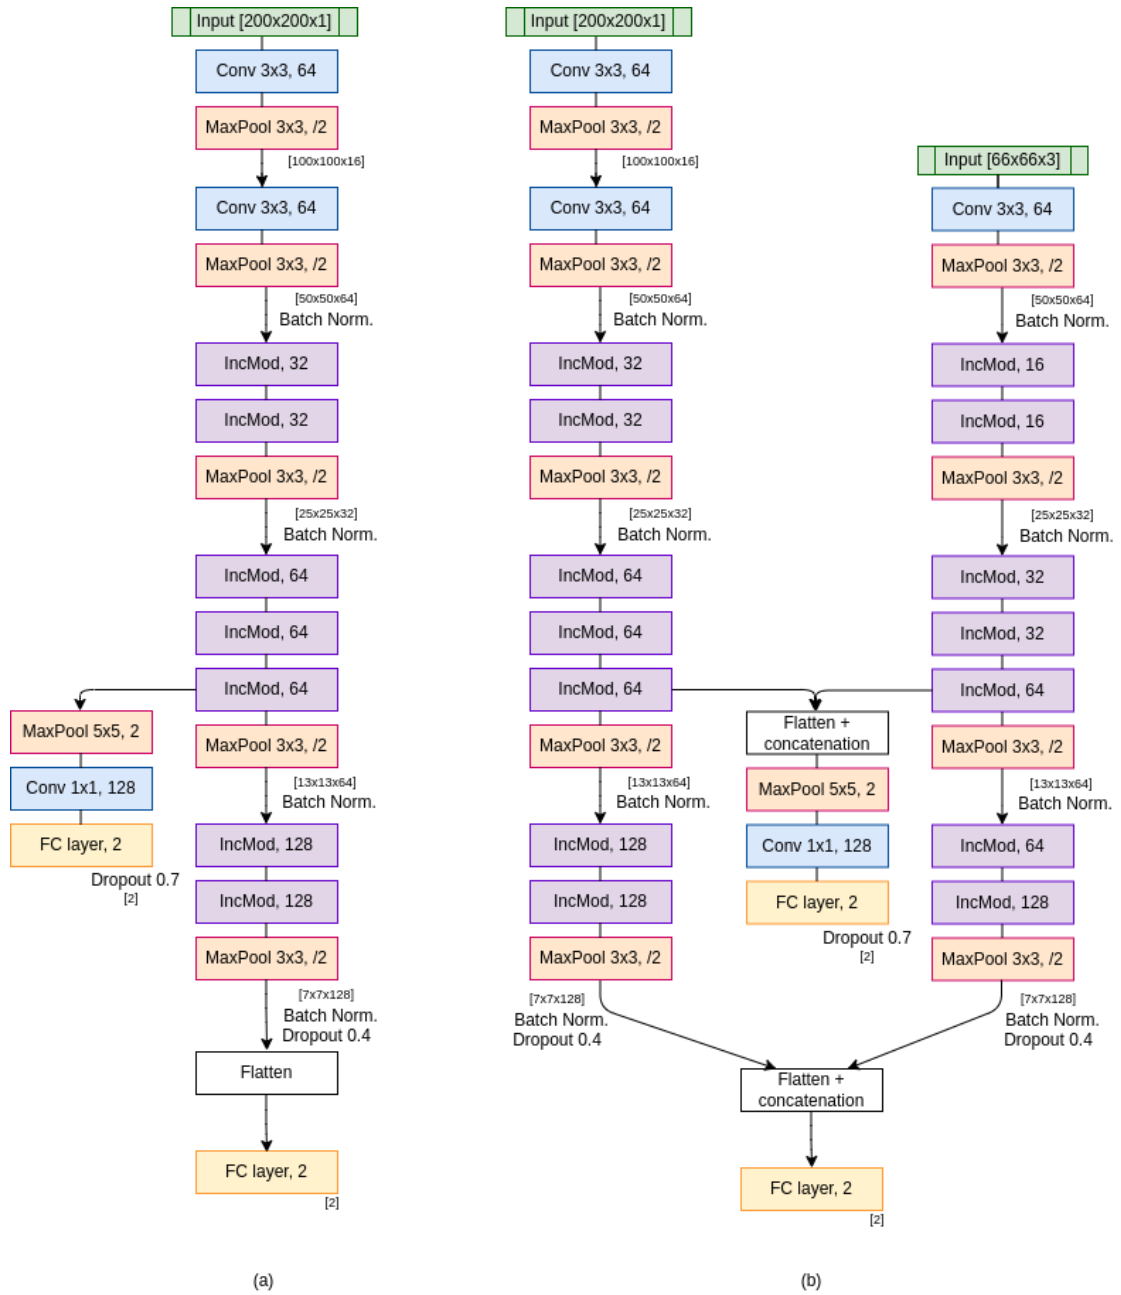 Input [200x200x1]
Conv 3x3, 64
MaxPool 3x3, /2
[100x100x16]
Conv 3x3, 64
MaxPool 3x3, /2
[50x50x64]
Batch Norm.
IncMod, 32
IncMod, 32
MaxPool 3x3, /2
[25x25x32]
Batch Norm.
IncMod, 64
IncMod, 64
IncMod, 64
MaxPool 5x5, 2
Conv 1x1, 128
FC layer, 2
Dropout 0.7
[2]
MaxPool 3x3, /2
[13x13x64]
Batch Norm.
IncMod, 128
IncMod, 128
MaxPool 3x3, /2
[7x7x128]
Batch Norm.
Dropout 0.4
Flatten
FC layer, 2
[2]
(a)
Input [200x200x1]
Conv 3x3, 64
MaxPool 3x3, /2
[100x100x16]
Conv 3x3, 64
MaxPool 3x3, /2
[50x50x64]
Batch Norm.
IncMod, 32
IncMod, 32
MaxPool 3x3, /2
[25x25x32]
Batch Norm.
IncMod, 64
IncMod, 64
IncMod, 64
MaxPool 3x3, /2
[13x13x64]
Batch Norm.
IncMod, 128
IncMod, 128
MaxPool 3x3, /2
[7x7x128]
Batch Norm.
Dropout 0.4
Flatten +
concatenation
MaxPool 5x5, 2
Conv 1x1, 128
FC layer, 2
Dropout 0.7
[2]
Input [66x66x3]
Conv 3x3, 64
MaxPool 3x3, /2
[50x50x64]
Batch Norm.
IncMod, 16
IncMod, 16
MaxPool 3x3, /2
[25x25x32]
Batch Norm.
IncMod, 32
IncMod, 32
IncMod, 64
MaxPool 3x3, /2
[13x13x64]
Batch Norm.
IncMod, 64
IncMod, 128
MaxPool 3x3, /2
[7x7x128]
Batch Norm.
Dropout 0.4
Flatten +
concatenation
FC layer, 2
[2]
(b)